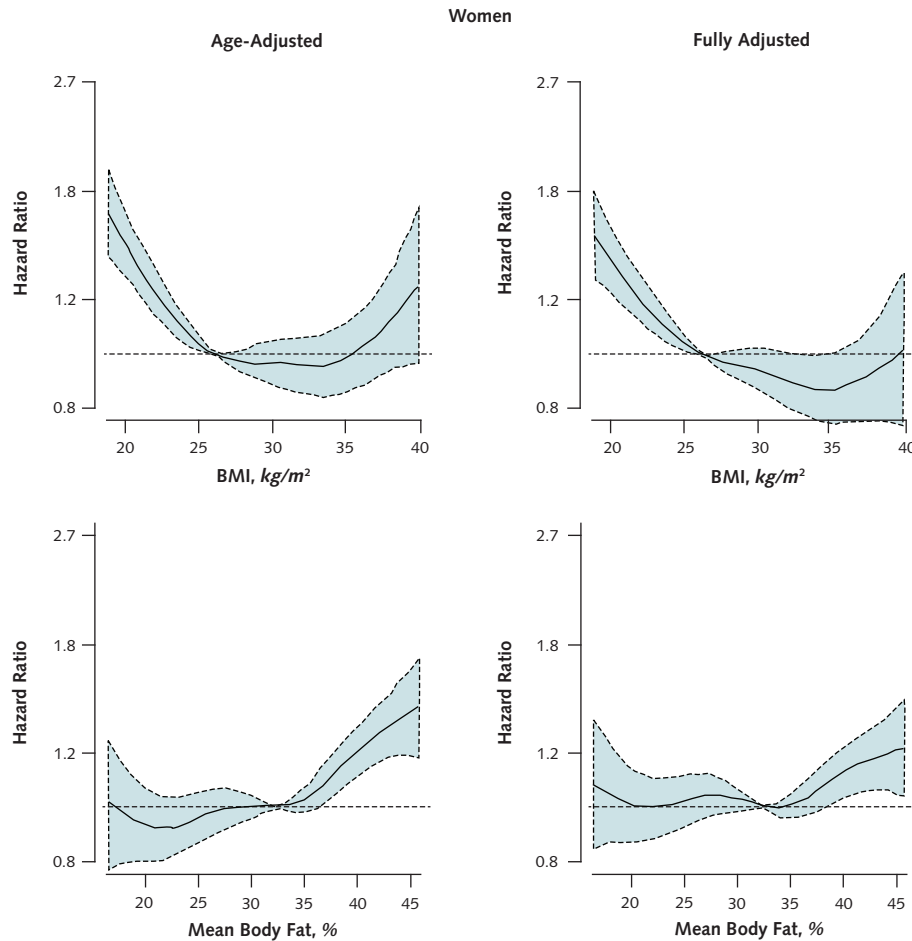 Women
Age-Adjusted
Fully Adjusted
2.7
1.8
1.2
0.8
Hazard Ratio
20 25 30 35 40
BMI, kg/m²
2.7
1.8
1.2
0.8
Hazard Ratio
20 25 30 35 40
BMI, kg/m²
2.7
1.8
1.2
0.8
Hazard Ratio
20 25 30 35 40 45
Mean Body Fat, %
2.7
1.8
1.2
0.8
Hazard Ratio
20 25 30 35 40 45
Mean Body Fat, %